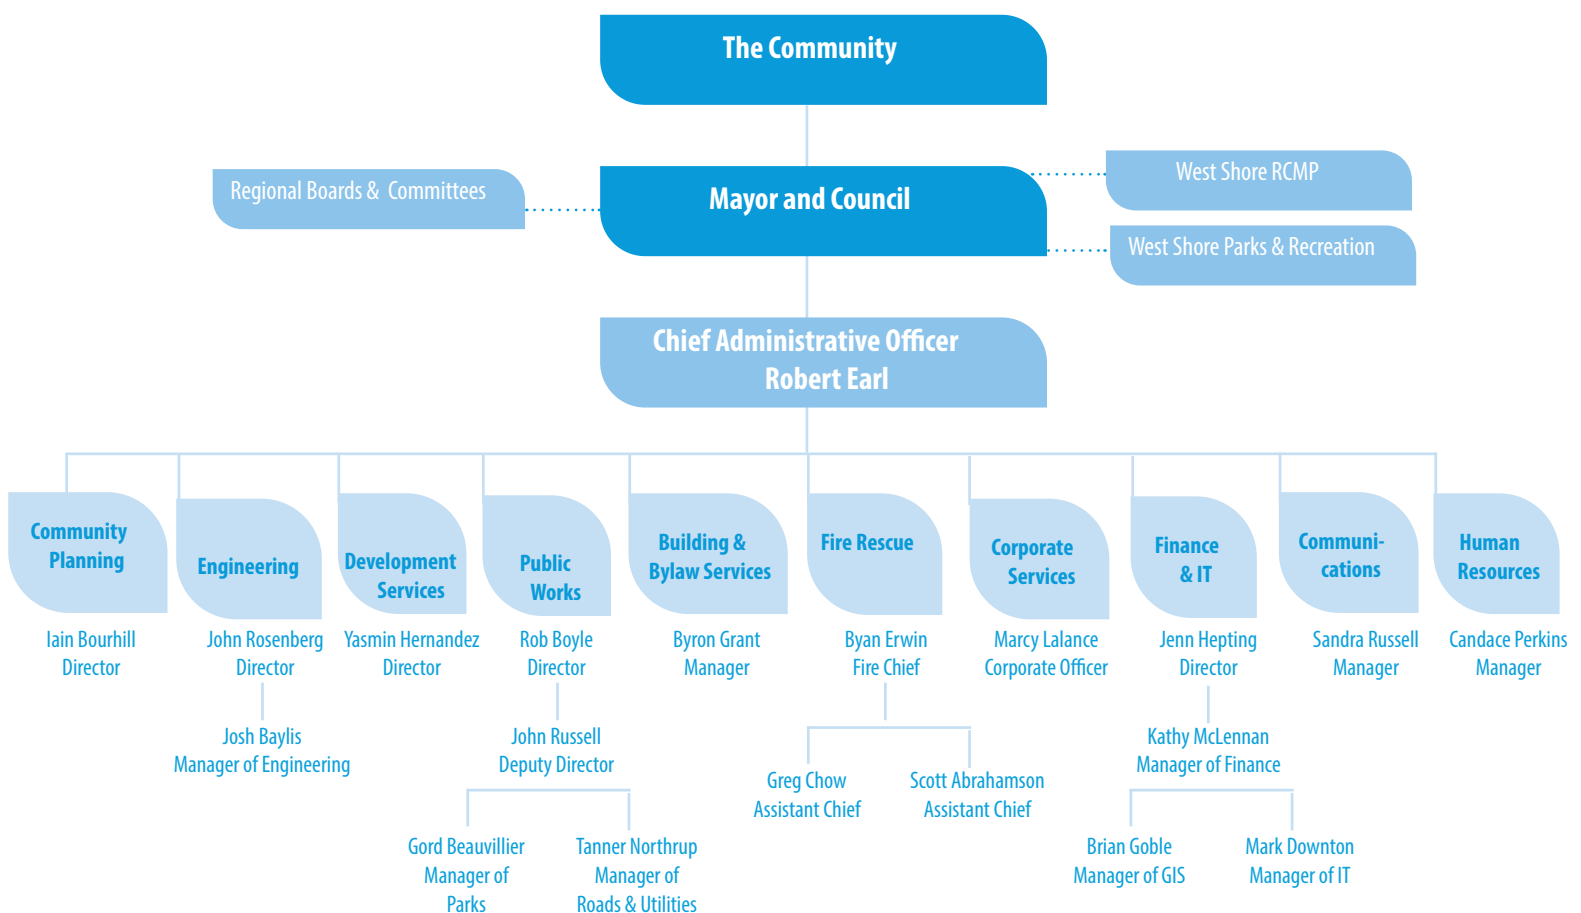 The Community
Regional Boards & Committees
Mayor and Council
West Shore RCMP
West Shore Parks & Recreation
Chief Administrative Officer
Robert Earl
Community
Planning
Iain Bourhill
Director
Engineering
John Rosenberg
Director
Josh Baylis
Manager of Engineering
Development
Services
Yasmin Hernandez
Director
Public
Works
Rob Boyle
Director
John Russell
Deputy Director
Gord Beauvillier
Manager of
Parks
Tanner Northrup
Manager of
Roads & Utilities
Building &
Bylaw Services
Byron Grant
Manager
Fire Rescue
Byan Erwin
Fire Chief
Greg Chow
Assistant Chief
Scott Abrahamson
Assistant Chief
Corporate
Services
Marcy Lalance
Corporate Officer
Finance
& IT
Jenn Hepting
Director
Kathy McLennan
Manager of Finance
Brian Goble
Manager of GIS
Mark Downton
Manager of IT
Communi-
cations
Sandra Russell
Manager
Human
Resources
Candace Perkins
Manager